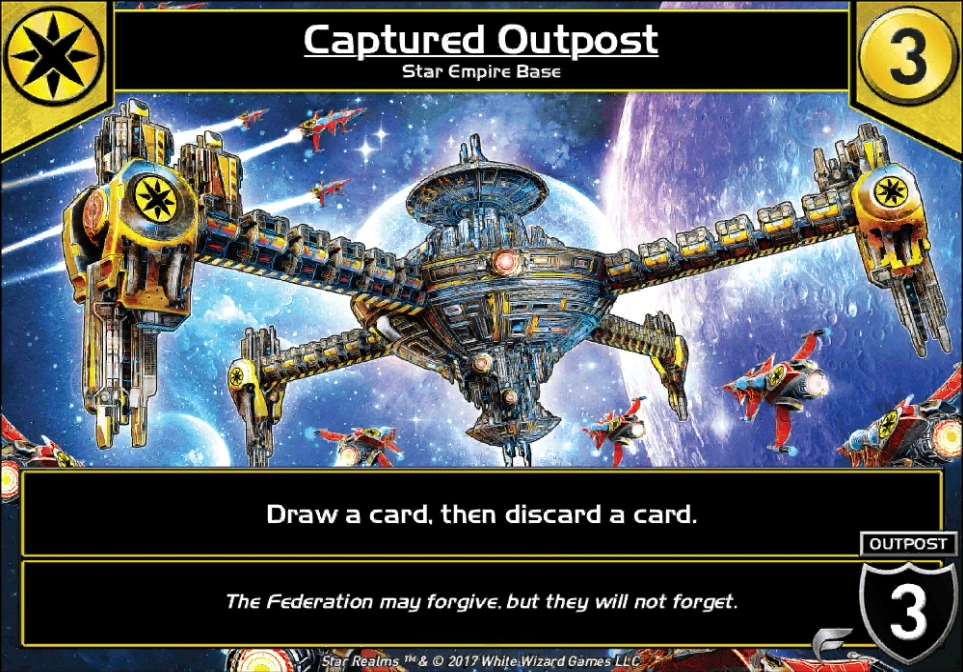 Captured Outpost
3
Star Empire Base
Draw a card, then discard a card.
OUTPOST
3
The Federation may forgive, but they will not forget.
Star Realms ™ & © 2017 White Wizard Games LLC